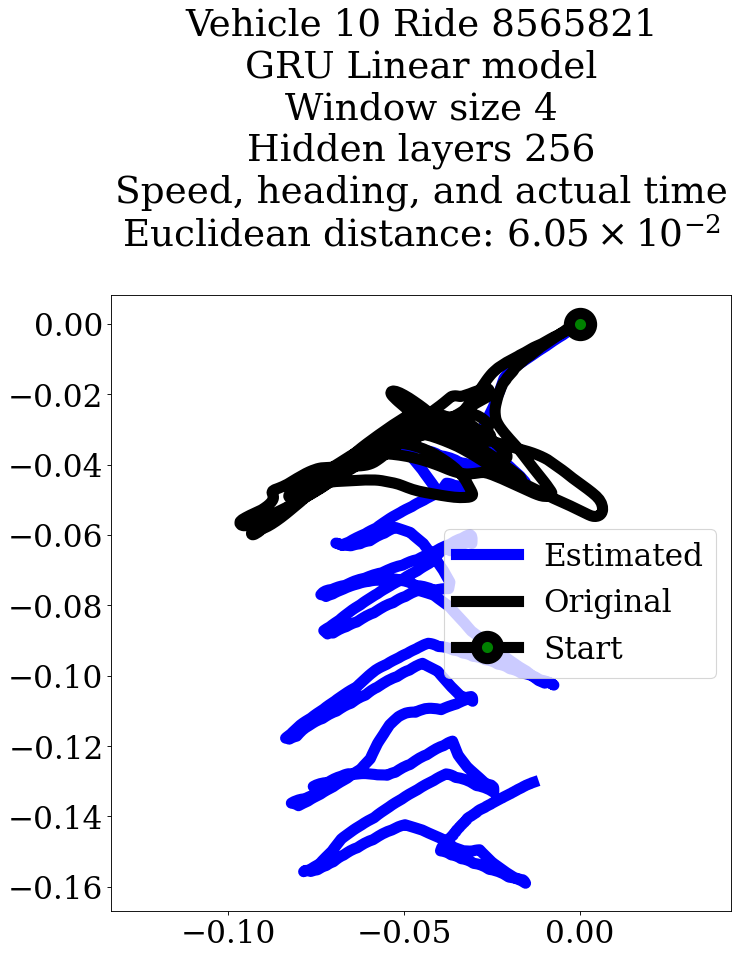 Vehicle 10 Ride 8565821
GRU Linear model
Window size 4
Hidden layers 256
Speed, heading, and actual time
Euclidean distance: 6.05 × 10⁻²
0.00
−0.02
−0.04
−0.06
−0.08
−0.10
−0.12
−0.14
−0.16
Estimated
Original
Start
−0.10 −0.05 0.00